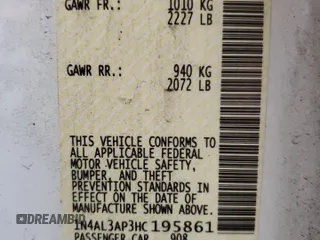 GAWR FR.: 1010 KG
2227 LB
GAWR RR.: 940 KG
2072 LB
THIS VEHICLE CONFORMS TO
ALL APPLICABLE FEDERAL
MOTOR VEHICLE SAFETY,
BUMPER, AND THEFT
PREVENTION STANDARDS IN
EFFECT ON THE DATE OF
MANUFACTURE SHOWN ABOVE.
1N4AL3AP3HC195861
PASSENGER CAR 908
DREAMBID